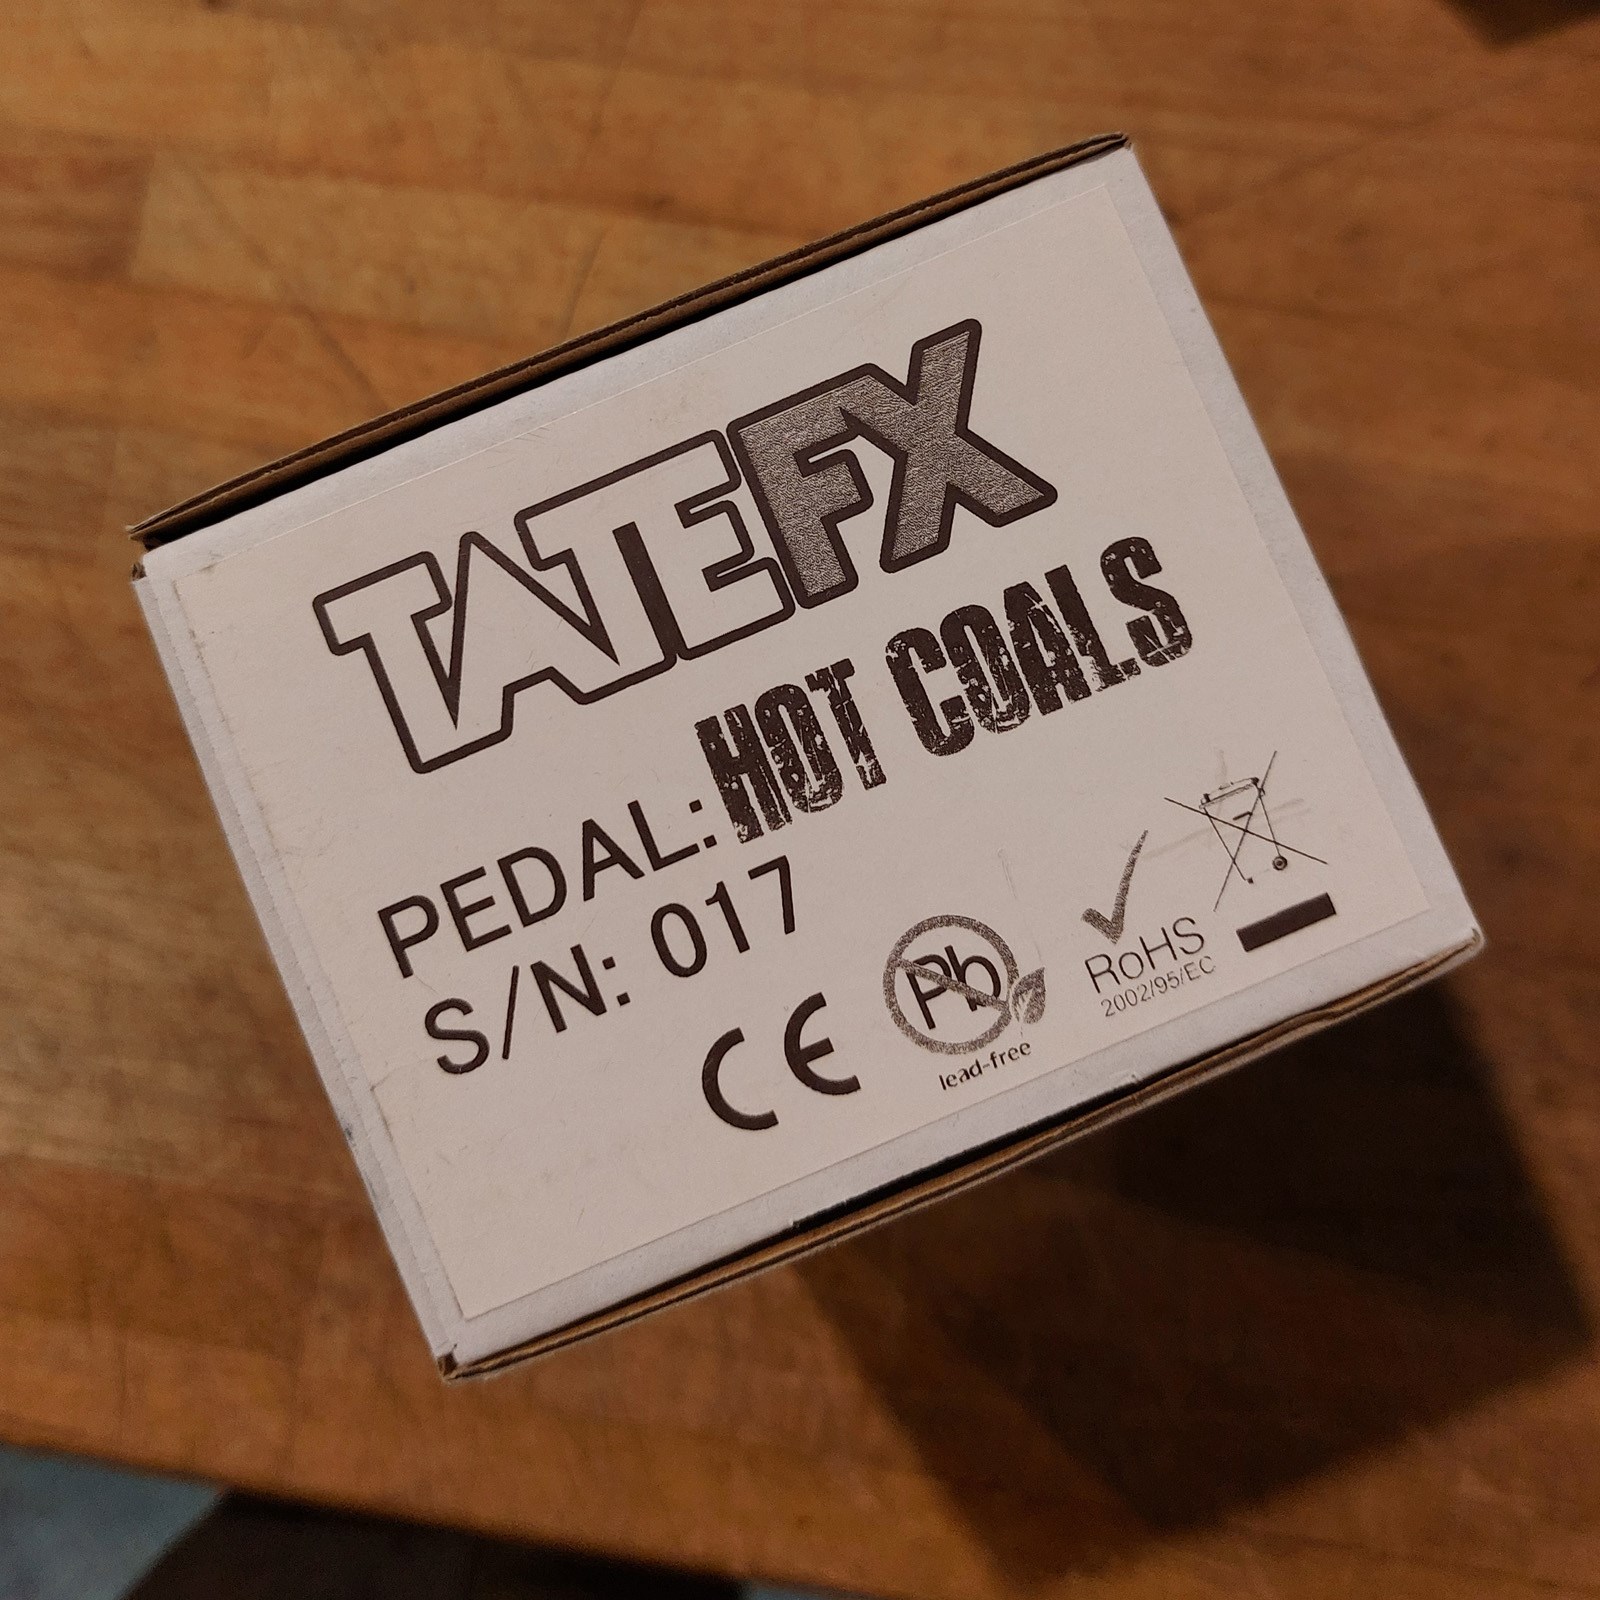 TATEFX
PEDAL: HOT COALS
S/N: 017
CE
Pb
lead-free
RoHS
2002/95/EC